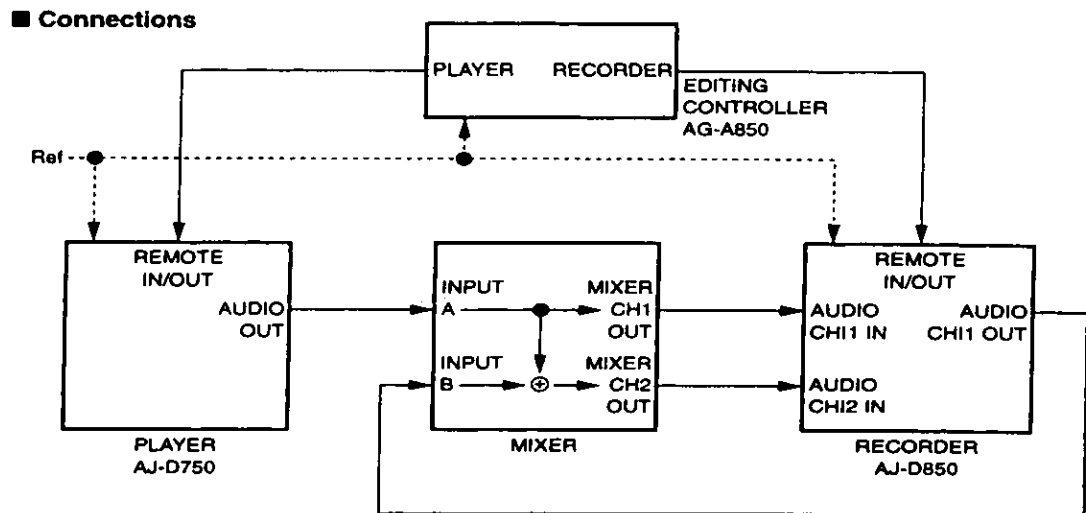 ■ Connections
PLAYER RECORDER
EDITING
CONTROLLER
AG-A850
Ref
REMOTE
IN/OUT
AUDIO
OUT
PLAYER
AJ-D750
INPUT
A
MIXER
CH1
OUT
INPUT
B
MIXER
CH2
OUT
MIXER
REMOTE
IN/OUT
AUDIO
CHI1 IN
AUDIO
CHI1 OUT
AUDIO
CHI2 IN
RECORDER
AJ-D850